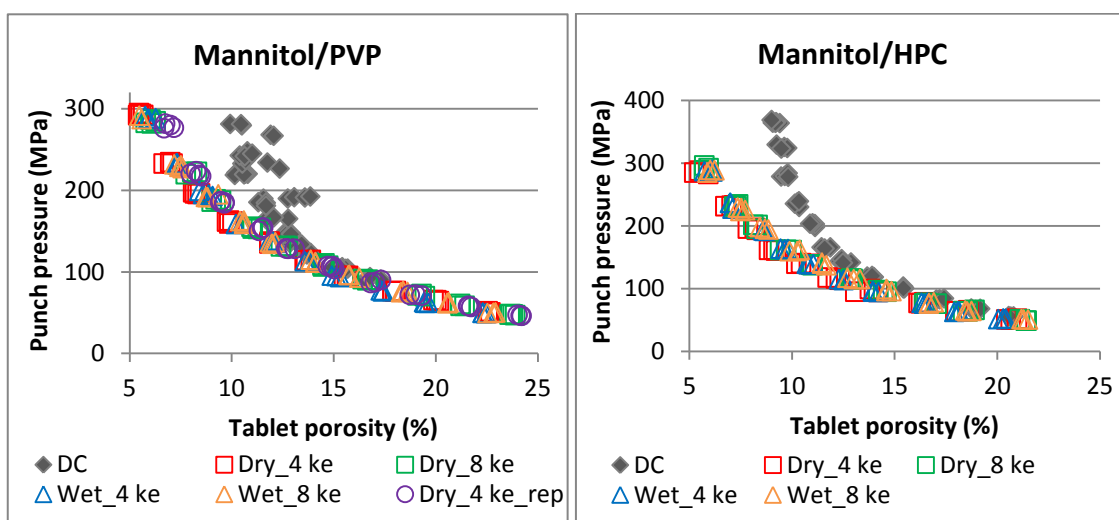 Mannitol/PVP
Punch pressure (MPa)
300
200
100
0
5 10 15 20 25
Tablet porosity (%)
DC Dry_4 ke Dry_8 ke
Wet_4 ke Wet_8 ke Dry_4 ke_rep
Mannitol/HPC
Punch pressure (MPa)
400
300
200
100
0
5 10 15 20 25
Tablet porosity (%)
DC Dry_4 ke Dry_8 ke
Wet_4 ke Wet_8 ke